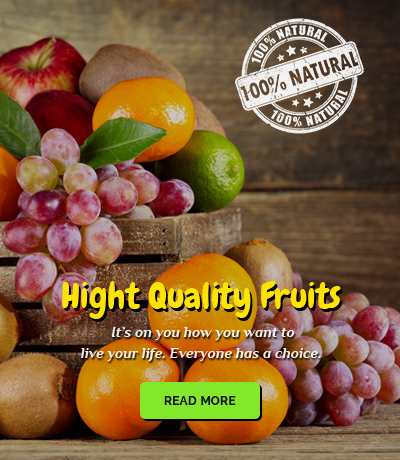 100% NATURAL
100% NATURAL
100% NATURAL
Hight Quality Fruits
It's on you how you want to
live your life. Everyone has a choice.
READ MORE